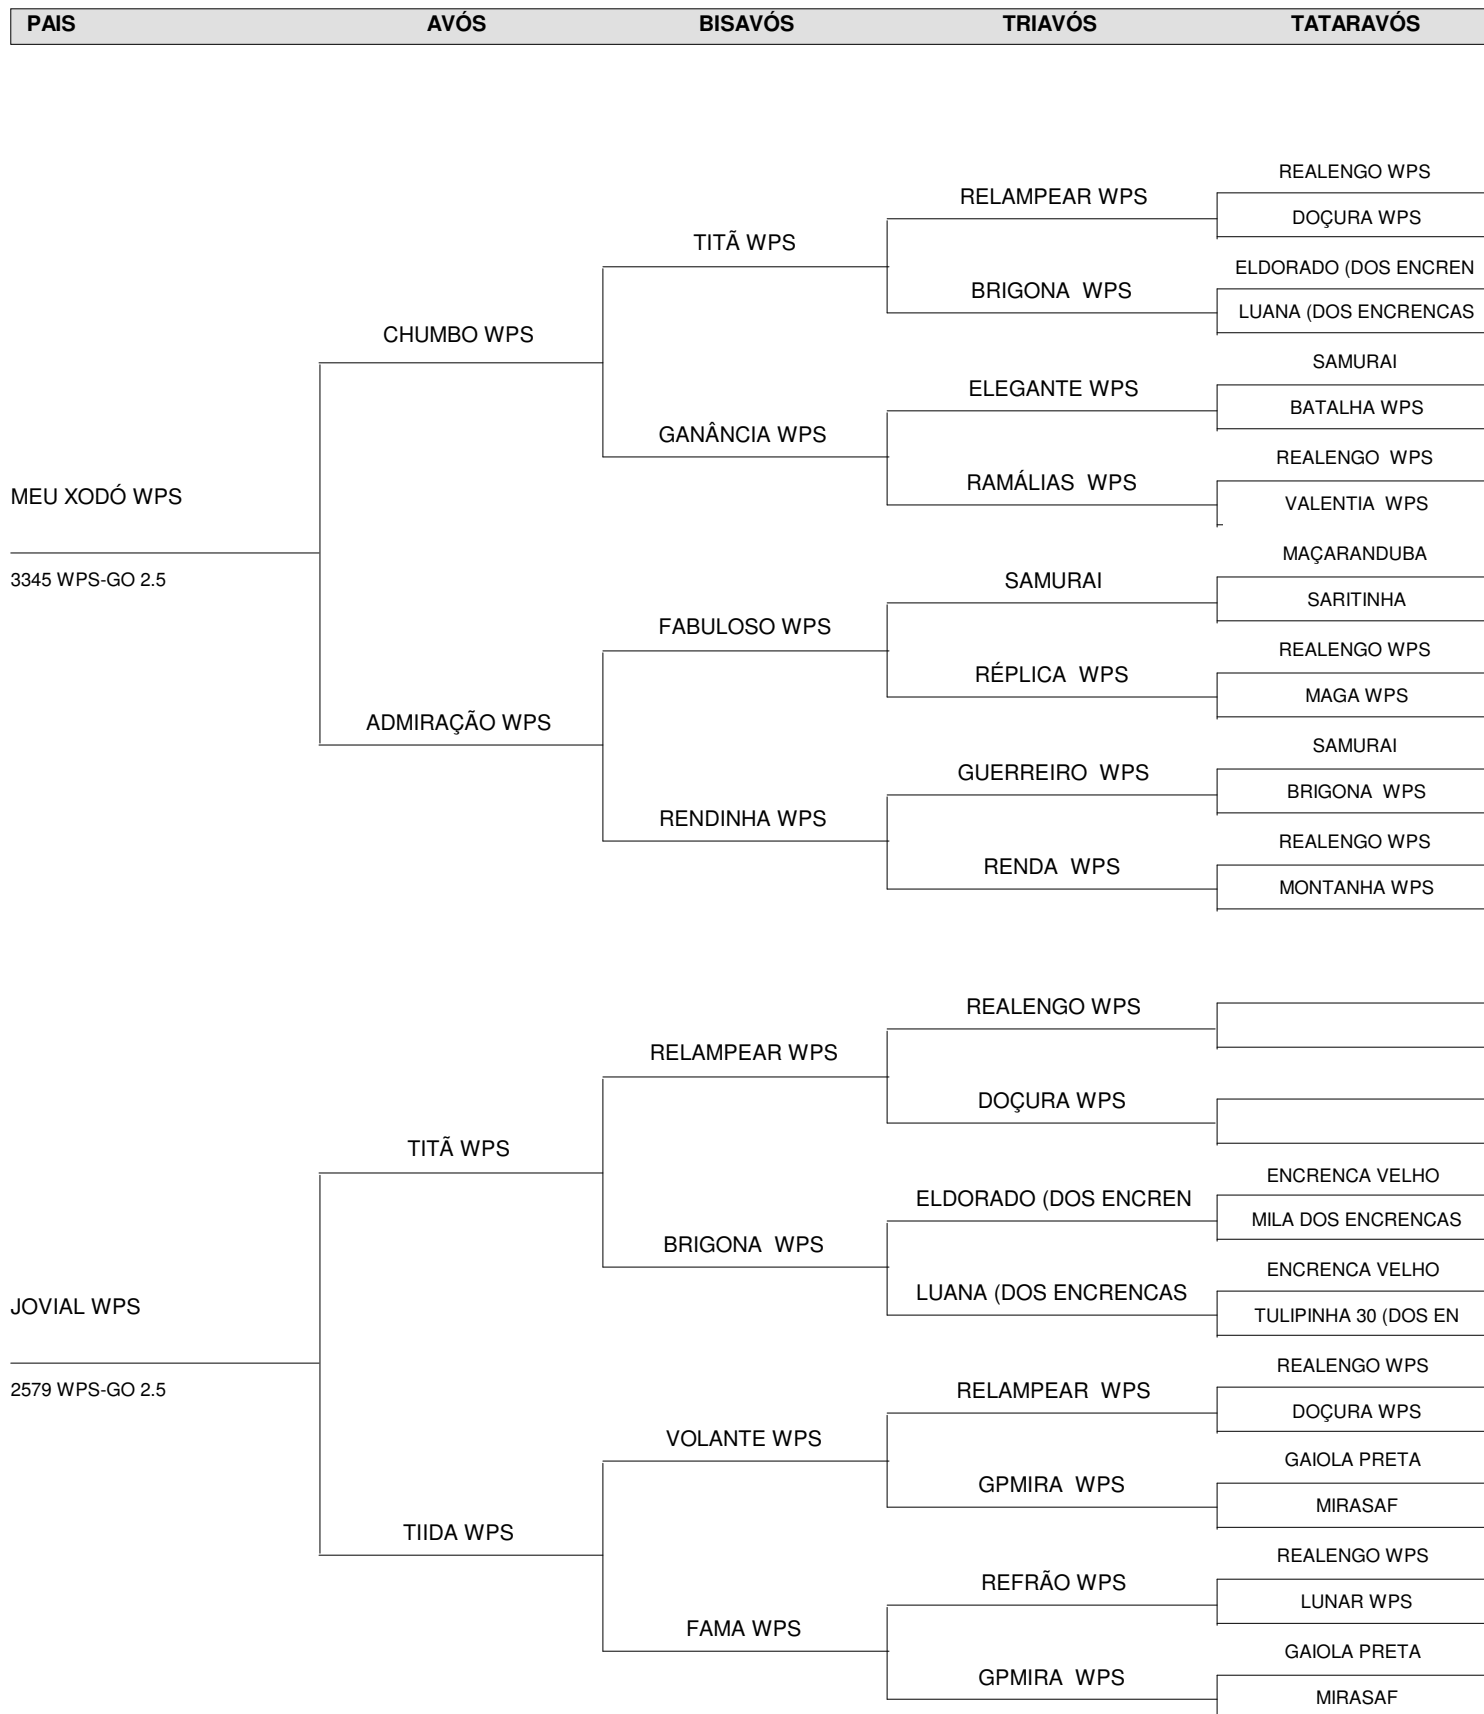 PAIS AVÓS BISAVÓS TRIAVÓS TATARAVÓS
REALENGO WPS
RELAMPEAR WPS
DOÇURA WPS
TITÃ WPS
ELDORADO (DOS ENCREN
BRIGONA WPS
LUANA (DOS ENCRENCAS
CHUMBO WPS
SAMURAI
ELEGANTE WPS
BATALHA WPS
GANÂNCIA WPS
REALENGO WPS
RAMÁLIAS WPS
MEU XODÓ WPS
VALENTIA WPS
MAÇARANDUBA
3345 WPS-GO 2.5
SAMURAI
SARITINHA
FABULOSO WPS
REALENGO WPS
RÉPLICA WPS
MAGA WPS
ADMIRAÇÃO WPS
SAMURAI
GUERREIRO WPS
BRIGONA WPS
RENDINHA WPS
REALENGO WPS
RENDA WPS
MONTANHA WPS
REALENGO WPS
RELAMPEAR WPS
DOÇURA WPS
TITÃ WPS
ENCRENCA VELHO
ELDORADO (DOS ENCREN
MILA DOS ENCRENCAS
BRIGONA WPS
ENCRENCA VELHO
LUANA (DOS ENCRENCAS
JOVIAL WPS
TULIPINHA 30 (DOS EN
REALENGO WPS
2579 WPS-GO 2.5
RELAMPEAR WPS
DOÇURA WPS
VOLANTE WPS
GAIOLA PRETA
GPMIRA WPS
MIRASAF
TIIDA WPS
REALENGO WPS
REFRÃO WPS
LUNAR WPS
FAMA WPS
GAIOLA PRETA
GPMIRA WPS
MIRASAF